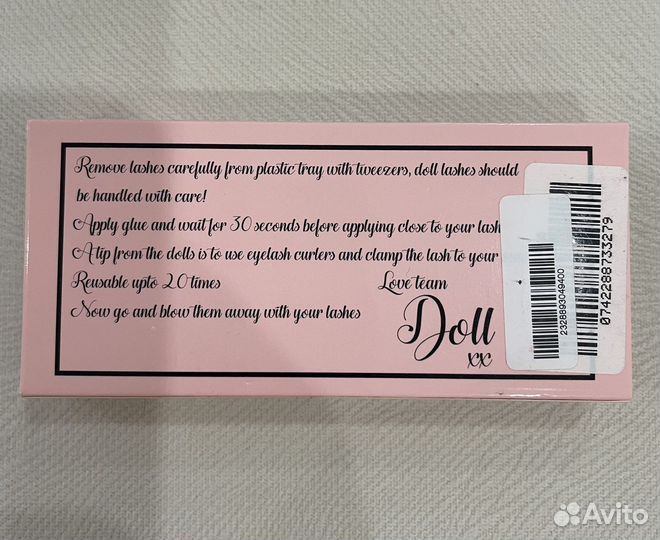 Remove lashes carefully from plastic tray with tweezers, doll lashes should
be handled with care!
Apply glue and wait for 30 seconds before applying close to your lash
A tip from the dolls is to use eyelash curlers and clamp the lash to your
Reusable upto 20 times
Love team
Now go and blow them away with your lashes
Doll
xx
2328893049400
0742288733279
Avito